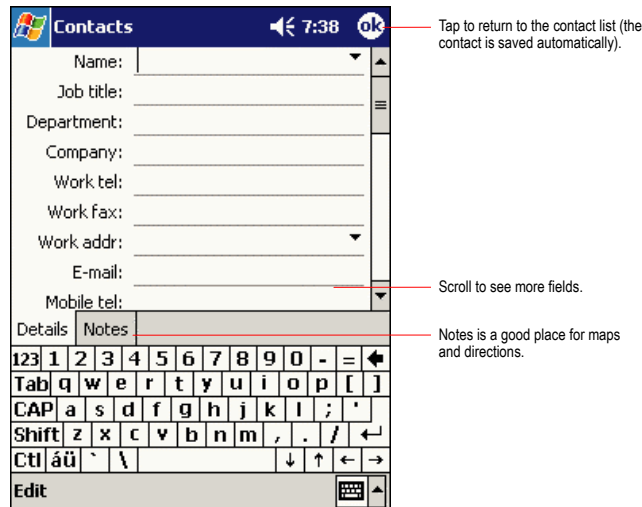 Contacts 7:38 ok
Tap to return to the contact list (the
contact is saved automatically).
Name:
Job title:
Department:
Company:
Work tel:
Work fax:
Work addr:
E-mail:
Scroll to see more fields.
Mobile tel:
Details Notes
Notes is a good place for maps
and directions.
123 1 2 3 4 5 6 7 8 9 0 - = 🡄
Tab q w e r t y u i o p [ ]
CAP a s d f g h j k l ; '
Shift z x c v b n m , . / ↵
Ctl áü ` \ ↓ ↑ ← →
Edit